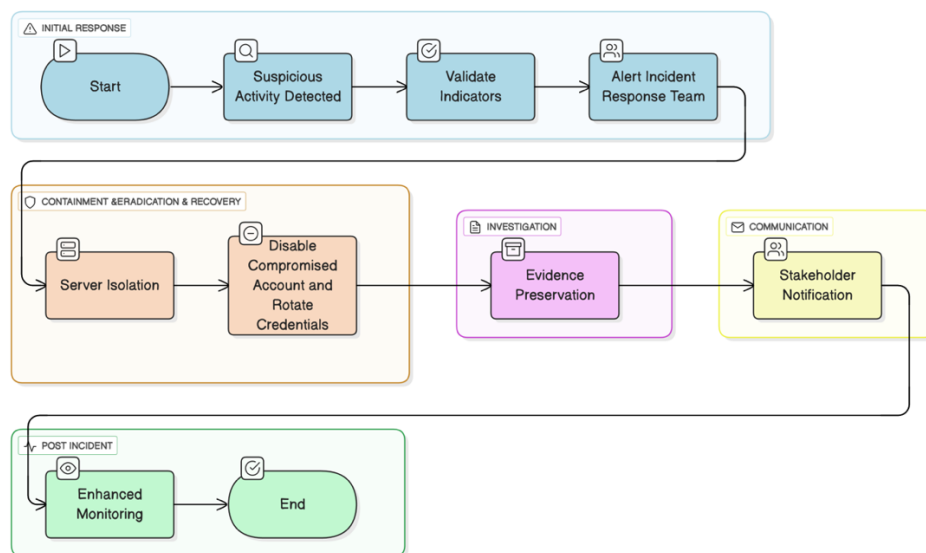 INITIAL RESPONSE
Start
Suspicious
Activity Detected
Validate
Indicators
Alert Incident
Response Team
CONTAINMENT &ERADICATION & RECOVERY
Server Isolation
Disable
Compromised
Account and
Rotate
Credentials
INVESTIGATION
Evidence
Preservation
COMMUNICATION
Stakeholder
Notification
POST INCIDENT
Enhanced
Monitoring
End